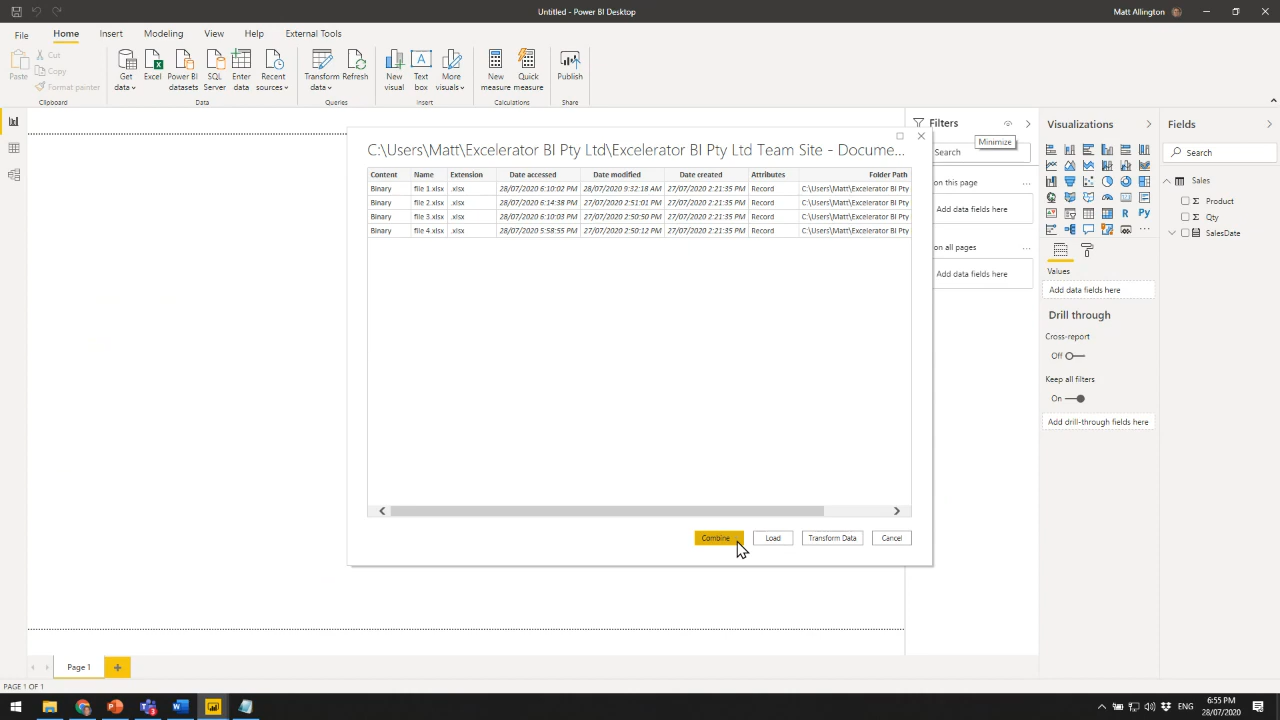 Untitled - Power BI Desktop
Matt Allington
File
Home
Insert
Modeling
View
Help
External Tools
Paste
Cut
Copy
Format painter
Clipboard
Get data
Excel
Power BI datasets
SQL Server
Enter data
Recent sources
Data
Transform data
Refresh
Queries
New visual
Text box
More visuals
Insert
New measure
Quick measure
Calculations
Publish
Share
C:\Users\Matt\Excelerator BI Pty Ltd\Excelerator BI Pty Ltd Team Site - Docume...
Content Name Extension Date accessed Date modified Date created Attributes Folder Path
Binary file 1.xlsx .xlsx 28/07/2020 6:10:02 PM 28/07/2020 9:32:18 AM 27/07/2020 2:21:35 PM Record C:\Users\Matt\Excelerator BI Pty
Binary file 2.xlsx .xlsx 28/07/2020 6:14:38 PM 27/07/2020 2:51:01 PM 27/07/2020 2:21:35 PM Record C:\Users\Matt\Excelerator BI Pty
Binary file 3.xlsx .xlsx 28/07/2020 6:10:03 PM 27/07/2020 2:50:50 PM 27/07/2020 2:21:35 PM Record C:\Users\Matt\Excelerator BI Pty
Binary file 4.xlsx .xlsx 28/07/2020 5:58:55 PM 27/07/2020 2:50:12 PM 27/07/2020 2:21:35 PM Record C:\Users\Matt\Excelerator BI Pty
Combine
Load
Transform Data
Cancel
Filters
Minimize
Search
on this page
...
Add data fields here
on all pages
...
Add data fields here
Visualizations
R
Py
...
Values
Add data fields here
Drill through
Cross-report
Off
Keep all filters
On
Add drill-through fields here
Fields
Search
Sales
Σ Product
Σ Qty
SalesDate
Page 1
PAGE 1 OF 1
ENG
6:55 PM
28/07/2020